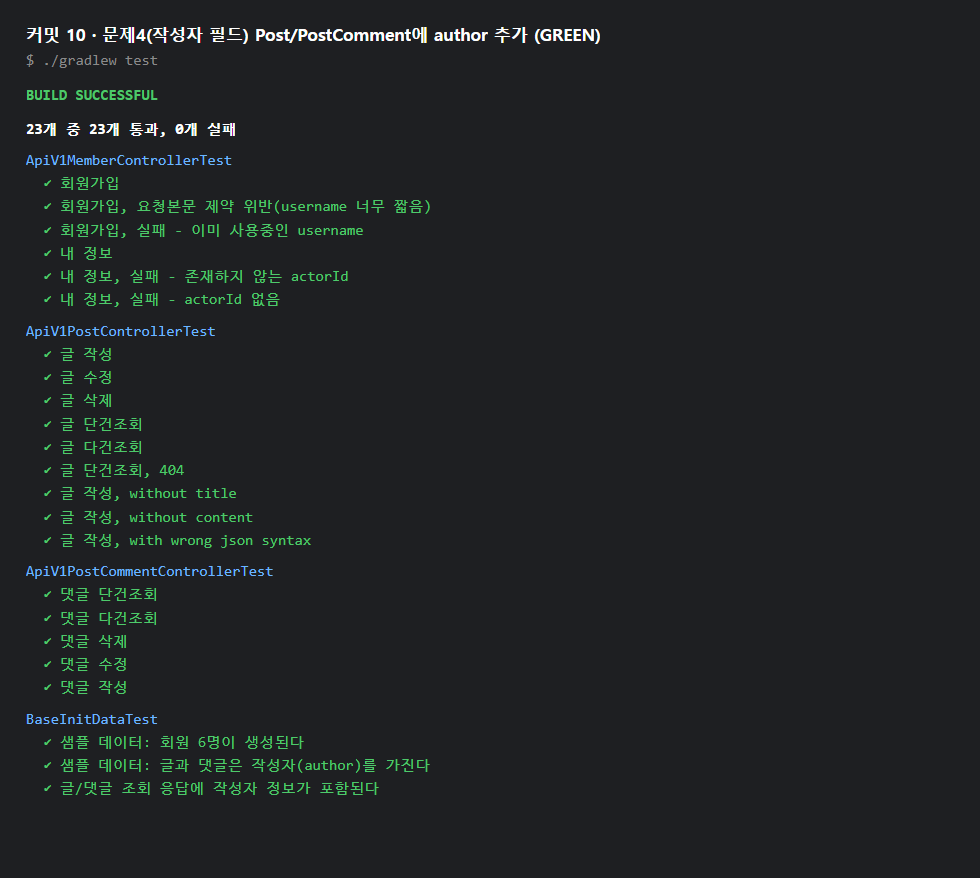 커밋 10 · 문제4(작성자 필드) Post/PostComment에 author 추가 (GREEN)
$ ./gradlew test
BUILD SUCCESSFUL
23개 중 23개 통과, 0개 실패
ApiV1MemberControllerTest
✔ 회원가입
✔ 회원가입, 요청본문 제약 위반(username 너무 짧음)
✔ 회원가입, 실패 - 이미 사용중인 username
✔ 내 정보
✔ 내 정보, 실패 - 존재하지 않는 actorId
✔ 내 정보, 실패 - actorId 없음
ApiV1PostControllerTest
✔ 글 작성
✔ 글 수정
✔ 글 삭제
✔ 글 단건조회
✔ 글 다건조회
✔ 글 단건조회, 404
✔ 글 작성, without title
✔ 글 작성, without content
✔ 글 작성, with wrong json syntax
ApiV1PostCommentControllerTest
✔ 댓글 단건조회
✔ 댓글 다건조회
✔ 댓글 삭제
✔ 댓글 수정
✔ 댓글 작성
BaseInitDataTest
✔ 샘플 데이터: 회원 6명이 생성된다
✔ 샘플 데이터: 글과 댓글은 작성자(author)를 가진다
✔ 글/댓글 조회 응답에 작성자 정보가 포함된다